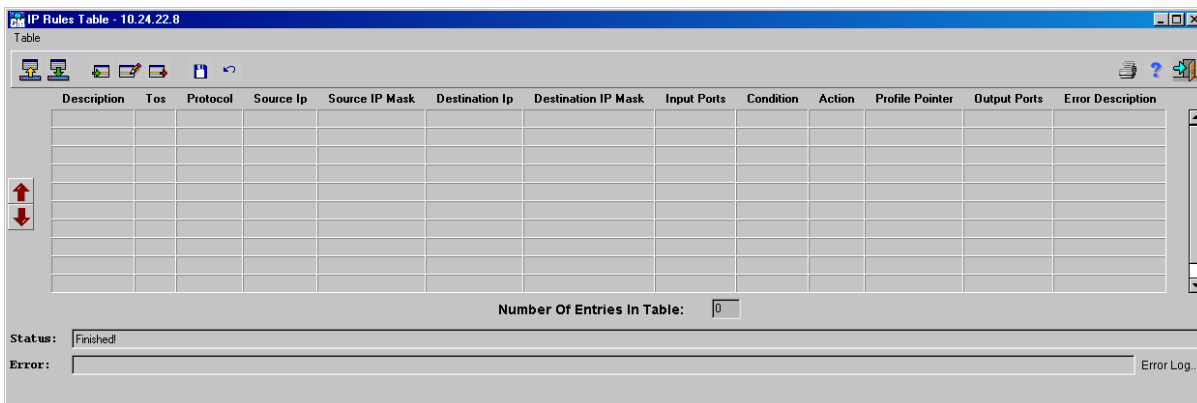 IP Rules Table - 10.24.22.8
Table
Description Tos Protocol Source Ip Source IP Mask Destination Ip Destination IP Mask Input Ports Condition Action Profile Pointer Output Ports Error Description
Number Of Entries In Table: 0
Status: Finished!
Error: Error Log..